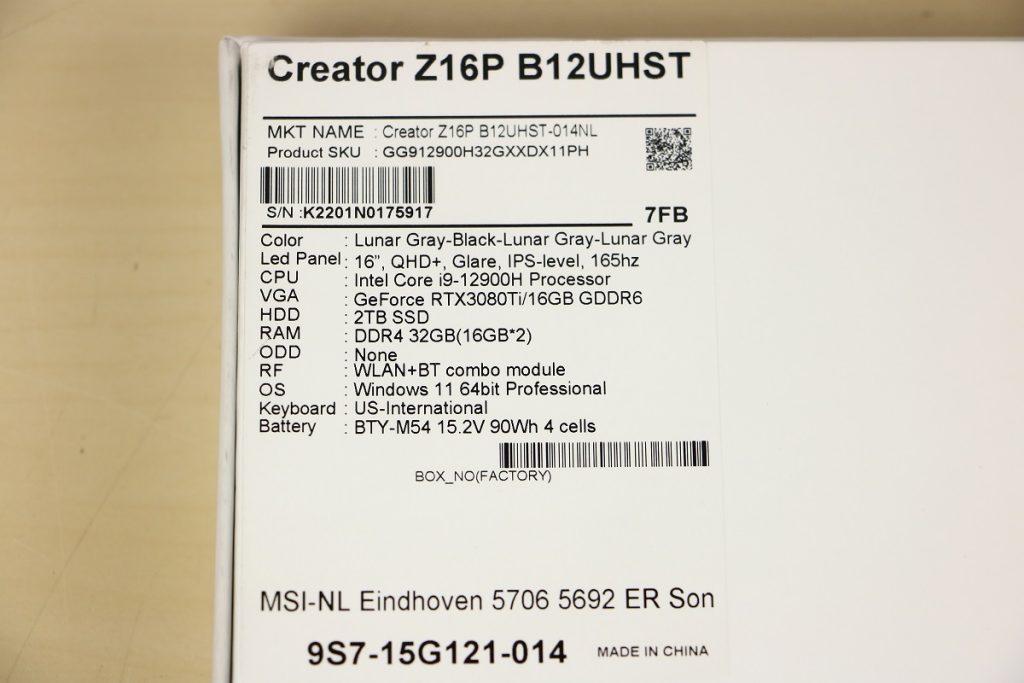 Creator Z16P B12UHST
MKT NAME : Creator Z16P B12UHST-014NL
Product SKU : GG912900H32GXXDX11PH
S/N :K2201N0175917
7FB
Color : Lunar Gray-Black-Lunar Gray-Lunar Gray
Led Panel : 16”, QHD+, Glare, IPS-level, 165hz
CPU : Intel Core i9-12900H Processor
VGA : GeForce RTX3080Ti/16GB GDDR6
HDD : 2TB SSD
RAM : DDR4 32GB(16GB*2)
ODD : None
RF : WLAN+BT combo module
OS : Windows 11 64bit Professional
Keyboard : US-International
Battery : BTY-M54 15.2V 90Wh 4 cells
BOX_NO(FACTORY)
MSI-NL Eindhoven 5706 5692 ER Son
9S7-15G121-014 MADE IN CHINA